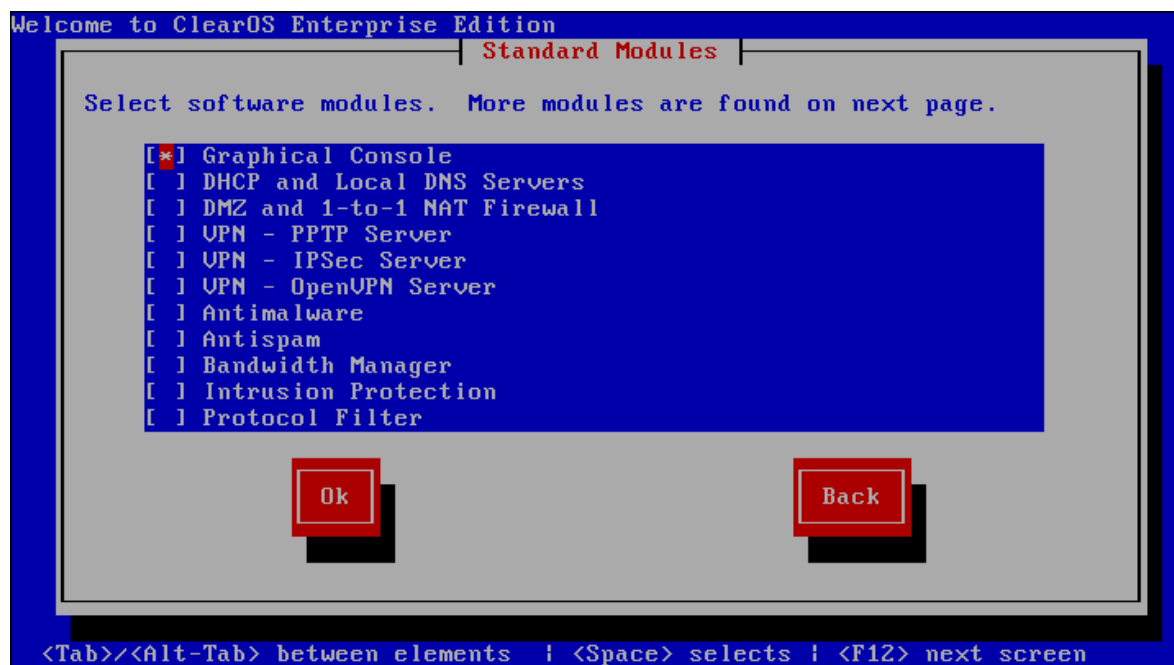 Welcome to ClearOS Enterprise Edition
Standard Modules
Select software modules.  More modules are found on next page.
[*] Graphical Console
[ ] DHCP and Local DNS Servers
[ ] DMZ and 1-to-1 NAT Firewall
[ ] VPN - PPTP Server
[ ] VPN - IPSec Server
[ ] VPN - OpenVPN Server
[ ] Antimalware
[ ] Antispam
[ ] Bandwidth Manager
[ ] Intrusion Protection
[ ] Protocol Filter
Ok Back
<Tab>/<Alt-Tab> between elements  | <Space> selects | <F12> next screen